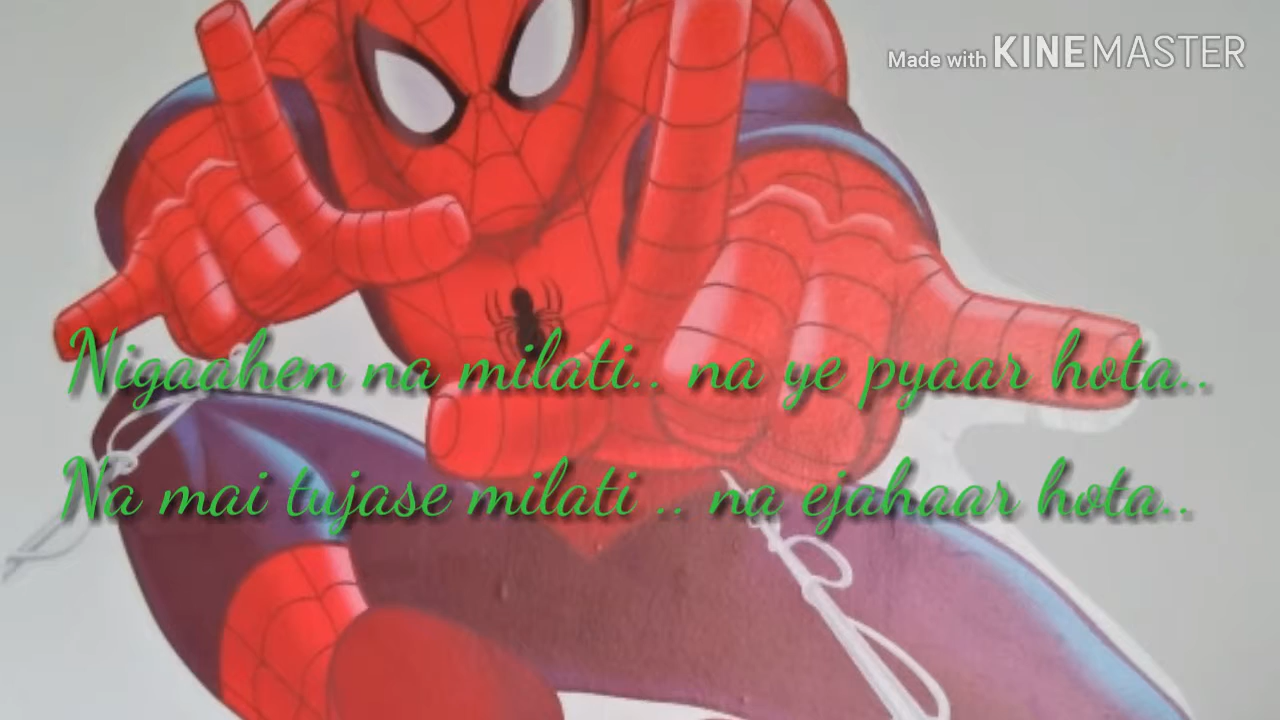 Made with KINEMASTER
Nigaahen na milati.. na ye pyaar hota..
Na mai tujase milati .. na ejahaar hota..